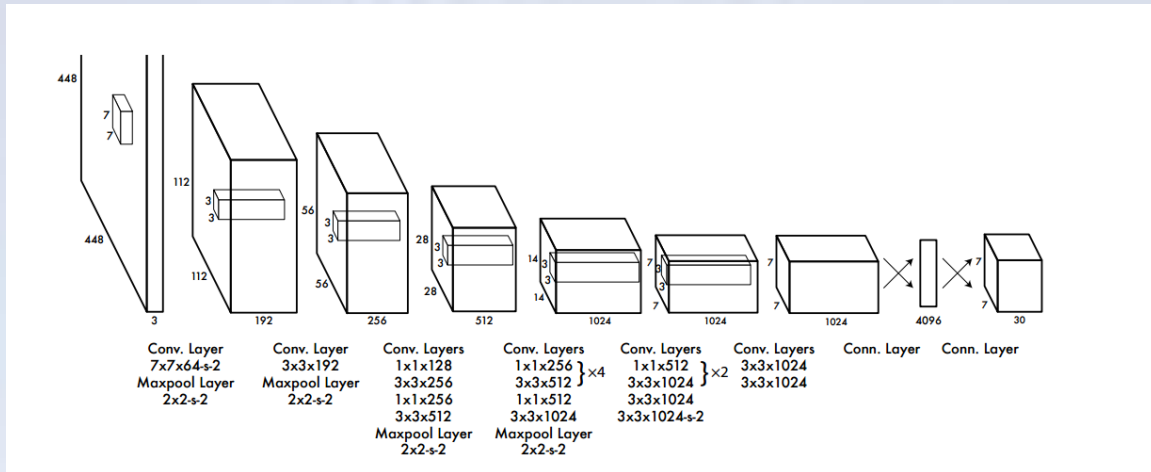 448
7
7
448
3
112
3
3
112
192
56
3
3
56
256
28
3
3
28
512
14
3
3
14
1024
7
3
3
7
1024
7
7
1024
4096
7
7
30
Conv. Layer
7x7x64-s-2
Maxpool Layer
2x2-s-2
Conv. Layer
3x3x192
Maxpool Layer
2x2-s-2
Conv. Layers
1x1x128
3x3x256
1x1x256
3x3x512
Maxpool Layer
2x2-s-2
Conv. Layers
1x1x256
3x3x512
}×4
1x1x512
3x3x1024
Maxpool Layer
2x2-s-2
Conv. Layers
1x1x512
3x3x1024
}×2
3x3x1024
3x3x1024-s-2
Conv. Layers
3x3x1024
3x3x1024
Conn. Layer
Conn. Layer